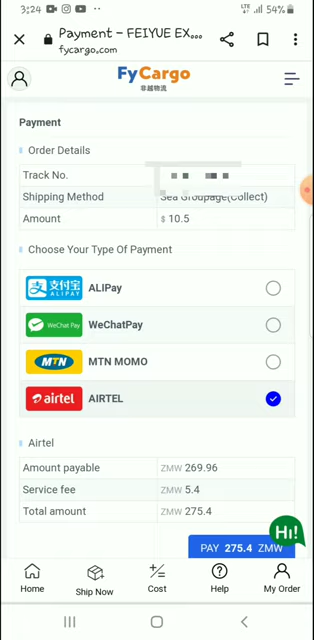 3:24
LTE
54%
Payment – FEIYUE EX...
fycargo.com
FyCargo
非越物流
Payment
Order Details
Track No.
Shipping Method Sea Groupage(Collect)
Amount $ 10.5
Choose Your Type Of Payment
支付宝
ALIPAY
ALIPay
WeChat Pay
WeChatPay
MTN
MTN MOMO
airtel
AIRTEL
Airtel
Amount payable ZMW 269.96
Service fee ZMW 5.4
Total amount ZMW 275.4
Hi!
PAY 275.4 ZMW
Home
Ship Now
Cost
Help
My Order